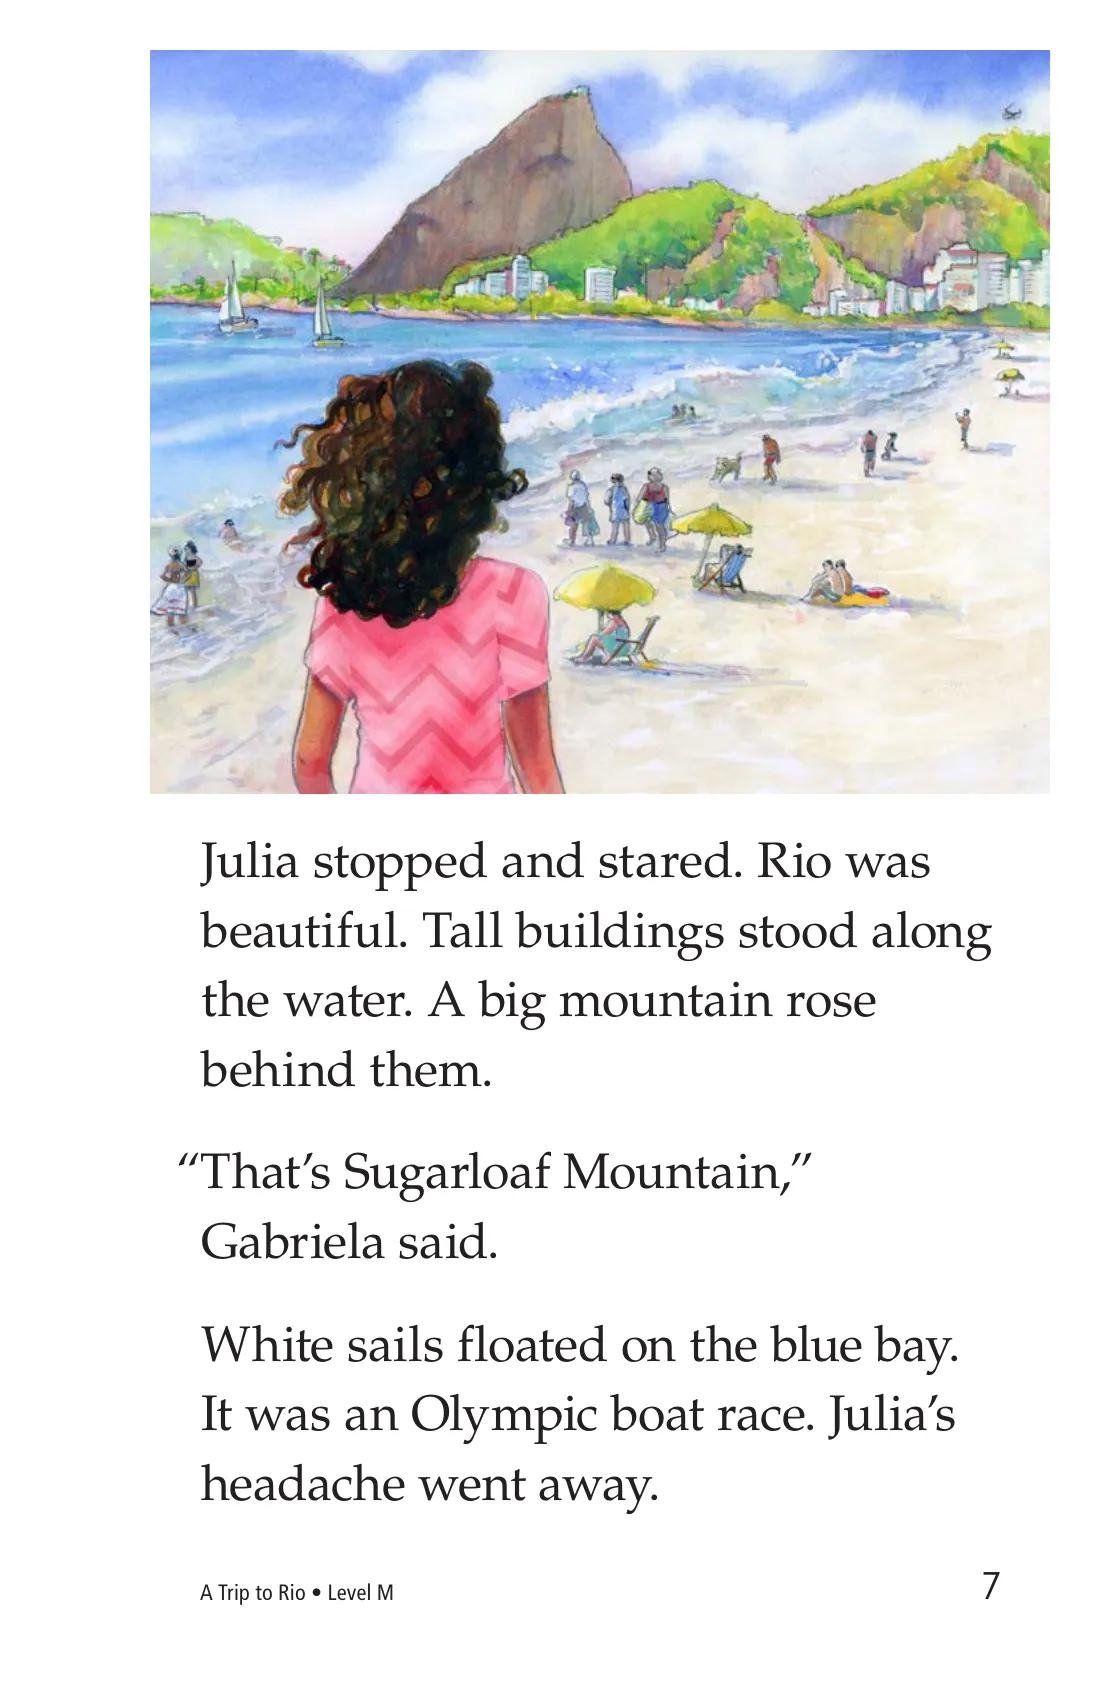 Julia stopped and stared. Rio was
beautiful. Tall buildings stood along
the water. A big mountain rose
behind them.
“That’s Sugarloaf Mountain,”
Gabriela said.
White sails floated on the blue bay.
It was an Olympic boat race. Julia’s
headache went away.
A Trip to Rio • Level M
7